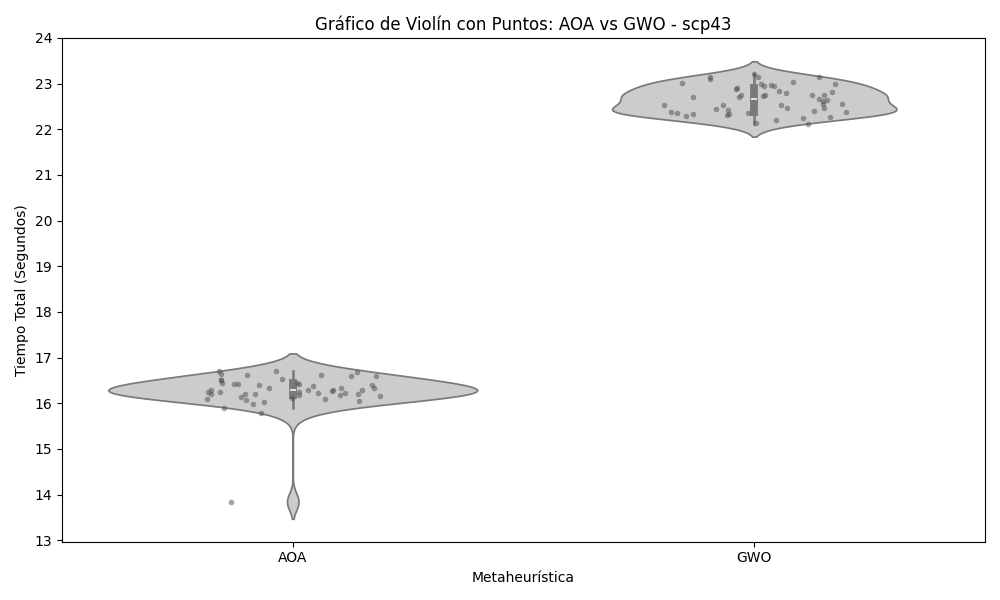 Gráfico de Violín con Puntos: AOA vs GWO - scp43
24
23
22
21
20
19
18
17
16
15
14
13
Tiempo Total (Segundos)
AOA
GWO
Metaheurística